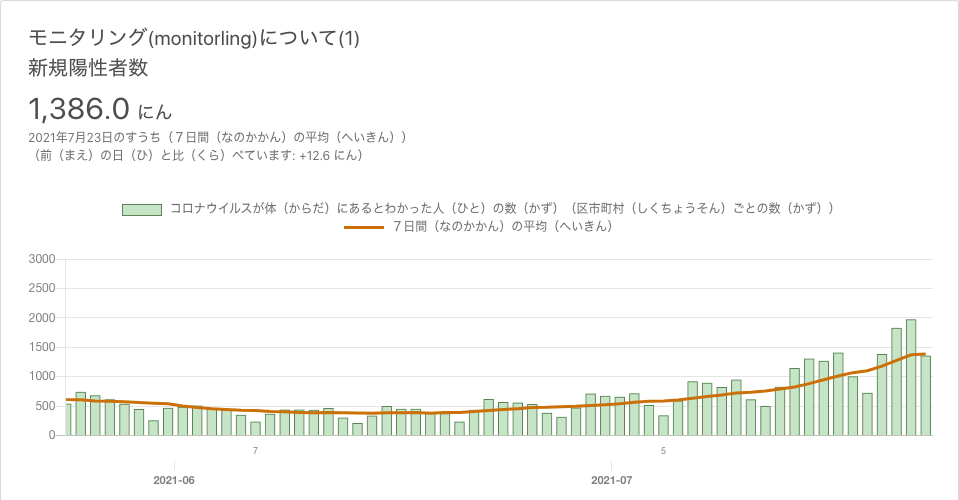 モニタリング(monitorling)について(1)
新規陽性者数
1,386.0 にん
2021年7月23日のすうち（７日間（なのかかん）の平均（へいきん））
（前（まえ）の日（ひ）と比（くら）べています: +12.6 にん）
コロナウイルスが体（からだ）にあるとわかった人（ひと）の数（かず）（区市町村（しくちょうそん）ごとの数（かず））
７日間（なのかかん）の平均（へいきん）
3000
2500
2000
1500
1000
500
0
7 5
2021-06 2021-07